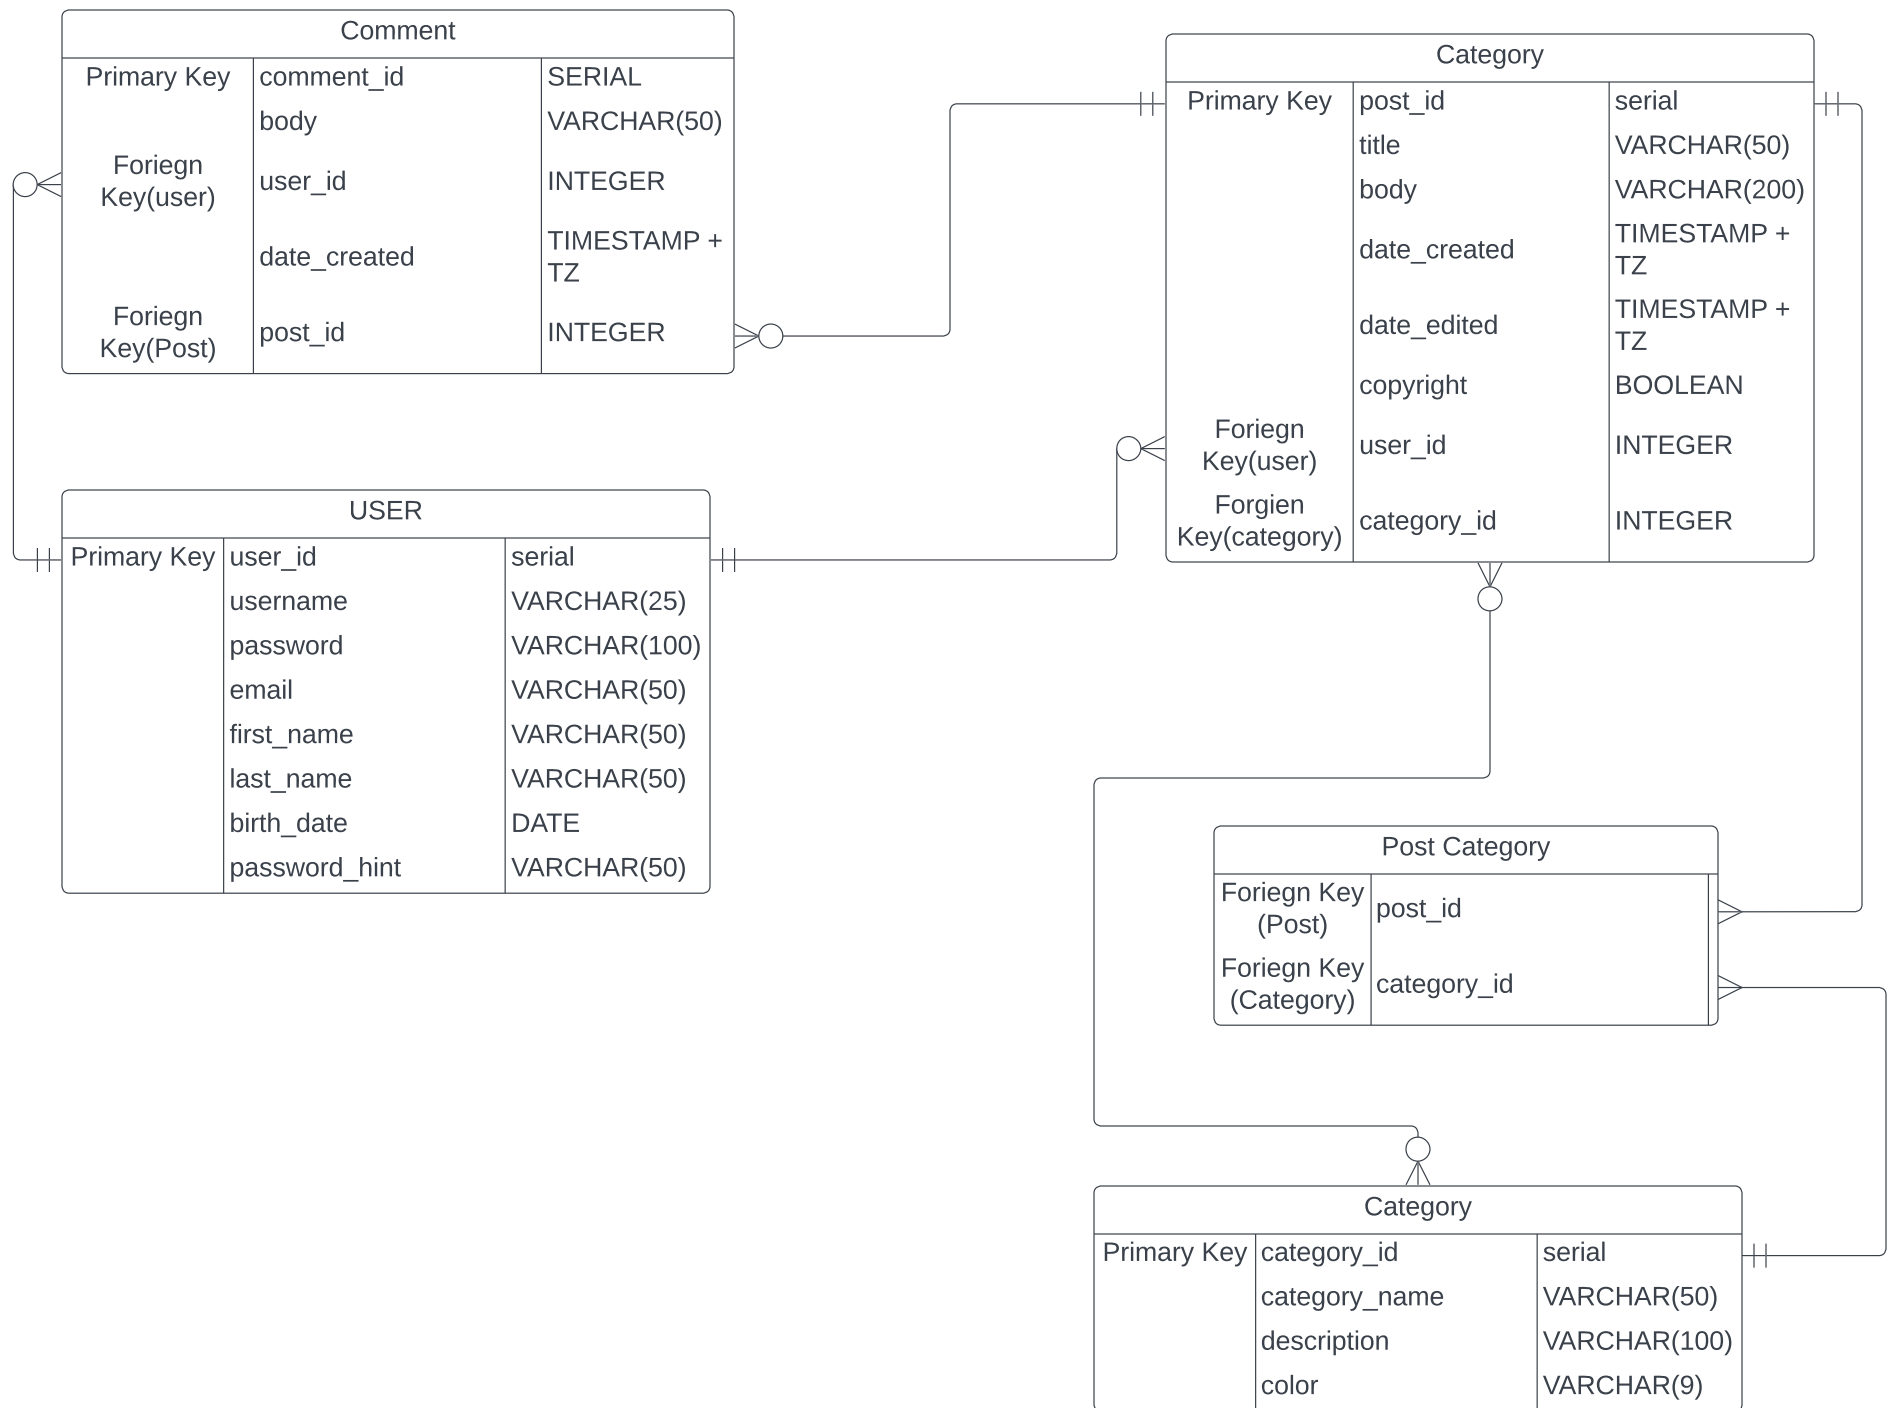 Comment
Primary Key comment_id SERIAL
body VARCHAR(50)
Foriegn
Key(user) user_id INTEGER
date_created TIMESTAMP +
TZ
Foriegn
Key(Post) post_id INTEGER
Category
Primary Key post_id serial
title VARCHAR(50)
body VARCHAR(200)
date_created TIMESTAMP +
TZ
date_edited TIMESTAMP +
TZ
copyright BOOLEAN
Foriegn
Key(user) user_id INTEGER
Forgien
Key(category) category_id INTEGER
USER
Primary Key user_id serial
username VARCHAR(25)
password VARCHAR(100)
email VARCHAR(50)
first_name VARCHAR(50)
last_name VARCHAR(50)
birth_date DATE
password_hint VARCHAR(50)
Post Category
Foriegn Key
(Post) post_id
Foriegn Key
(Category) category_id
Category
Primary Key category_id serial
category_name VARCHAR(50)
description VARCHAR(100)
color VARCHAR(9)